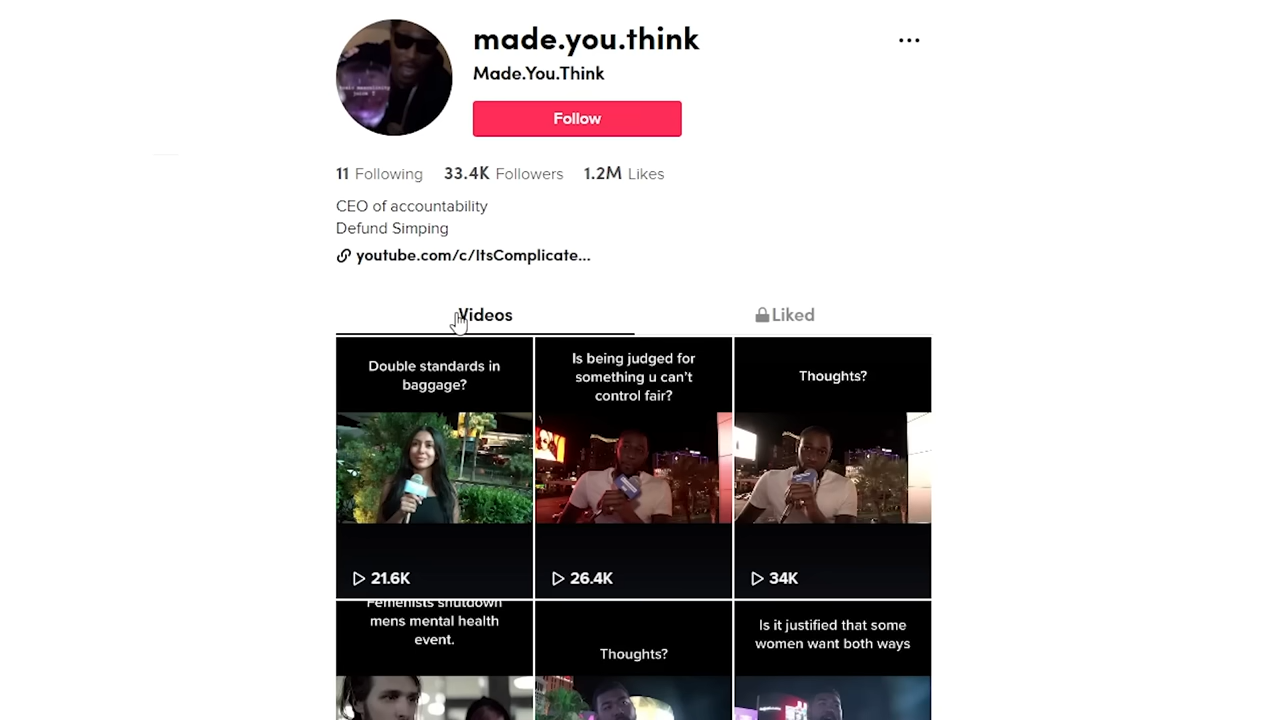 made.you.think
Made.You.Think
Follow
11 Following 33.4K Followers 1.2M Likes
CEO of accountability
Defund Simping
youtube.com/c/ItsComplicate...
Videos
Liked
Double standards in
baggage?
21.6K
Is being judged for
something u can't
control fair?
26.4K
Thoughts?
34K
Femenists shutdown
mens mental health
event.
Thoughts?
Is it justified that some
women want both ways